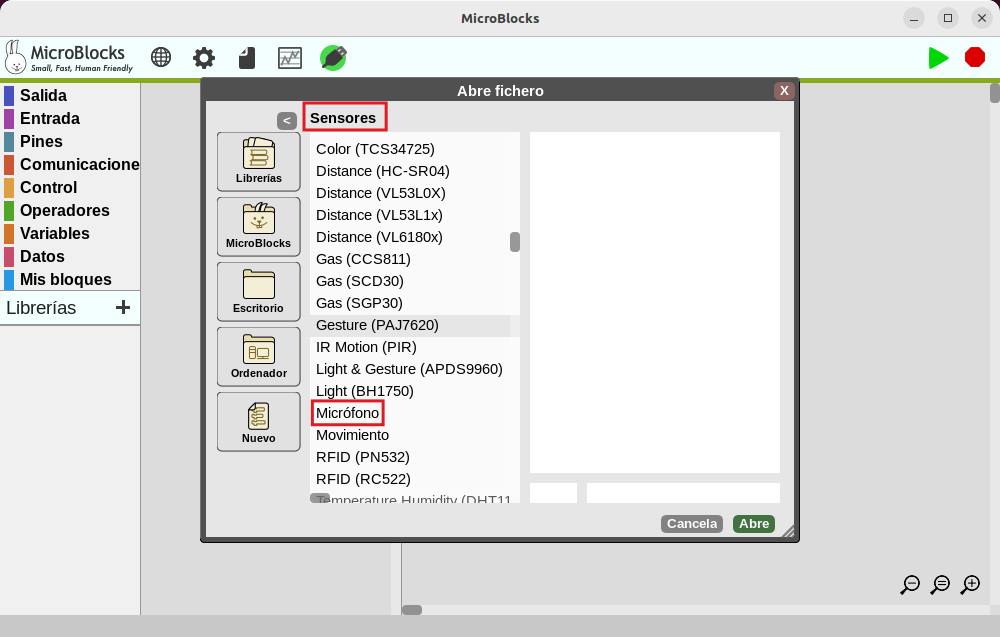 MicroBlocks
MicroBlocks
Small, Fast, Human Friendly
Salida
Entrada
Pines
Comunicacione
Control
Operadores
Variables
Datos
Mis bloques
Librerías +
Abre fichero
X
<
Sensores
Librerías
MicroBlocks
Escritorio
Ordenador
Nuevo
Color (TCS34725)
Distance (HC-SR04)
Distance (VL53L0X)
Distance (VL53L1x)
Distance (VL6180x)
Gas (CCS811)
Gas (SCD30)
Gas (SGP30)
Gesture (PAJ7620)
IR Motion (PIR)
Light & Gesture (APDS9960)
Light (BH1750)
Micrófono
Movimiento
RFID (PN532)
RFID (RC522)
Temperature Humidity (DHT11
Cancela
Abre